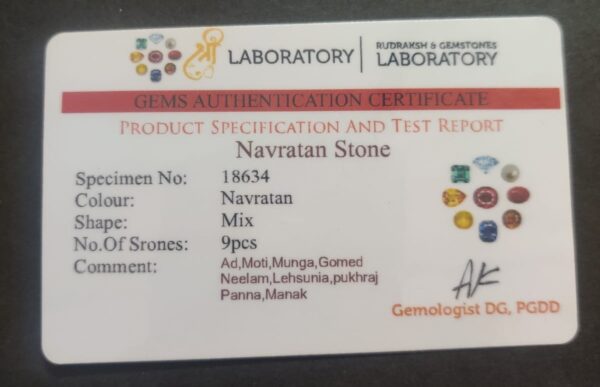 श्री LABORATORY
RUDRAKSH & GEMSTONES
LABORATORY
GEMS AUTHENTICATION CERTIFICATE
PRODUCT SPECIFICATION AND TEST REPORT
Navratan Stone
Specimen No: 18634
Colour: Navratan
Shape: Mix
No.Of Srones: 9pcs
Comment: Ad,Moti,Munga,Gomed
Neelam,Lehsunia,pukhraj
Panna,Manak
Gemologist DG, PGDD